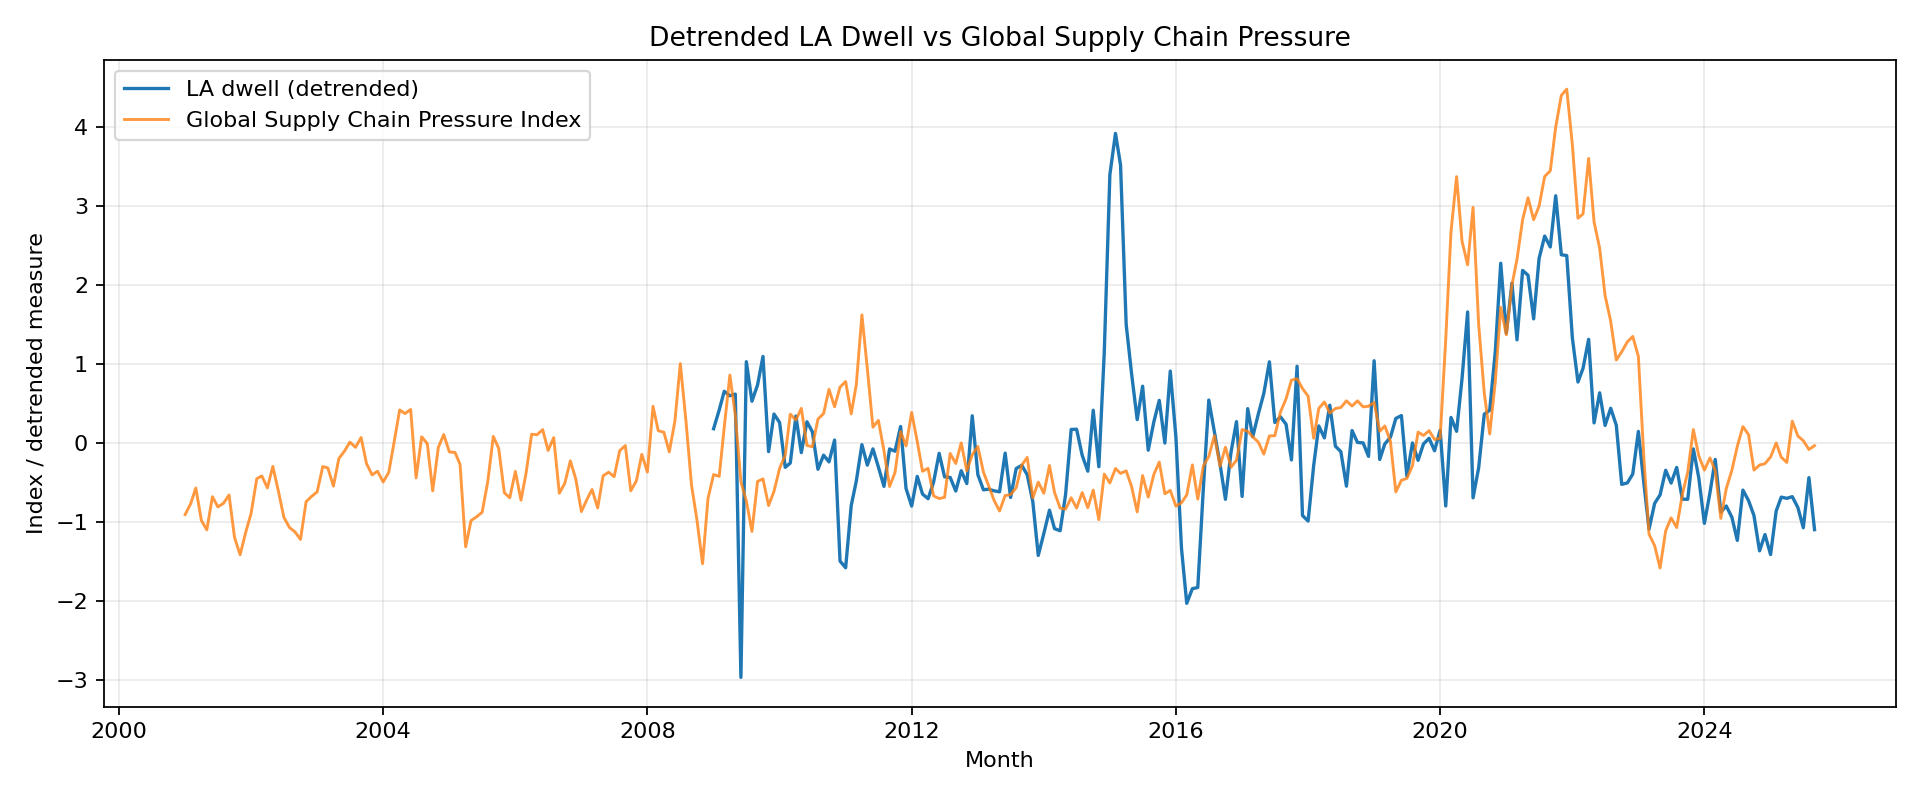 Detrended LA Dwell vs Global Supply Chain Pressure
LA dwell (detrended)
Global Supply Chain Pressure Index
Index / detrended measure
4
3
2
1
0
−1
−2
−3
2000 2004 2008 2012 2016 2020 2024
Month